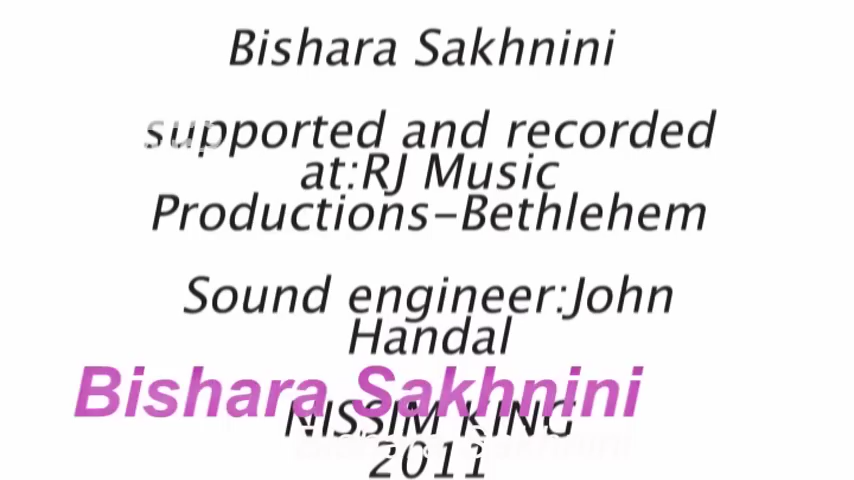 Bishara Sakhnini
supported and recorded
at:RJ Music
Productions-Bethlehem
Sound engineer:John
Handal
Bishara Sakhnini
NISSIM KING
2011